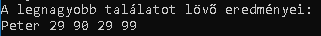 A legnagyobb találatot lövő eredményei:
Peter 29 90 29 99